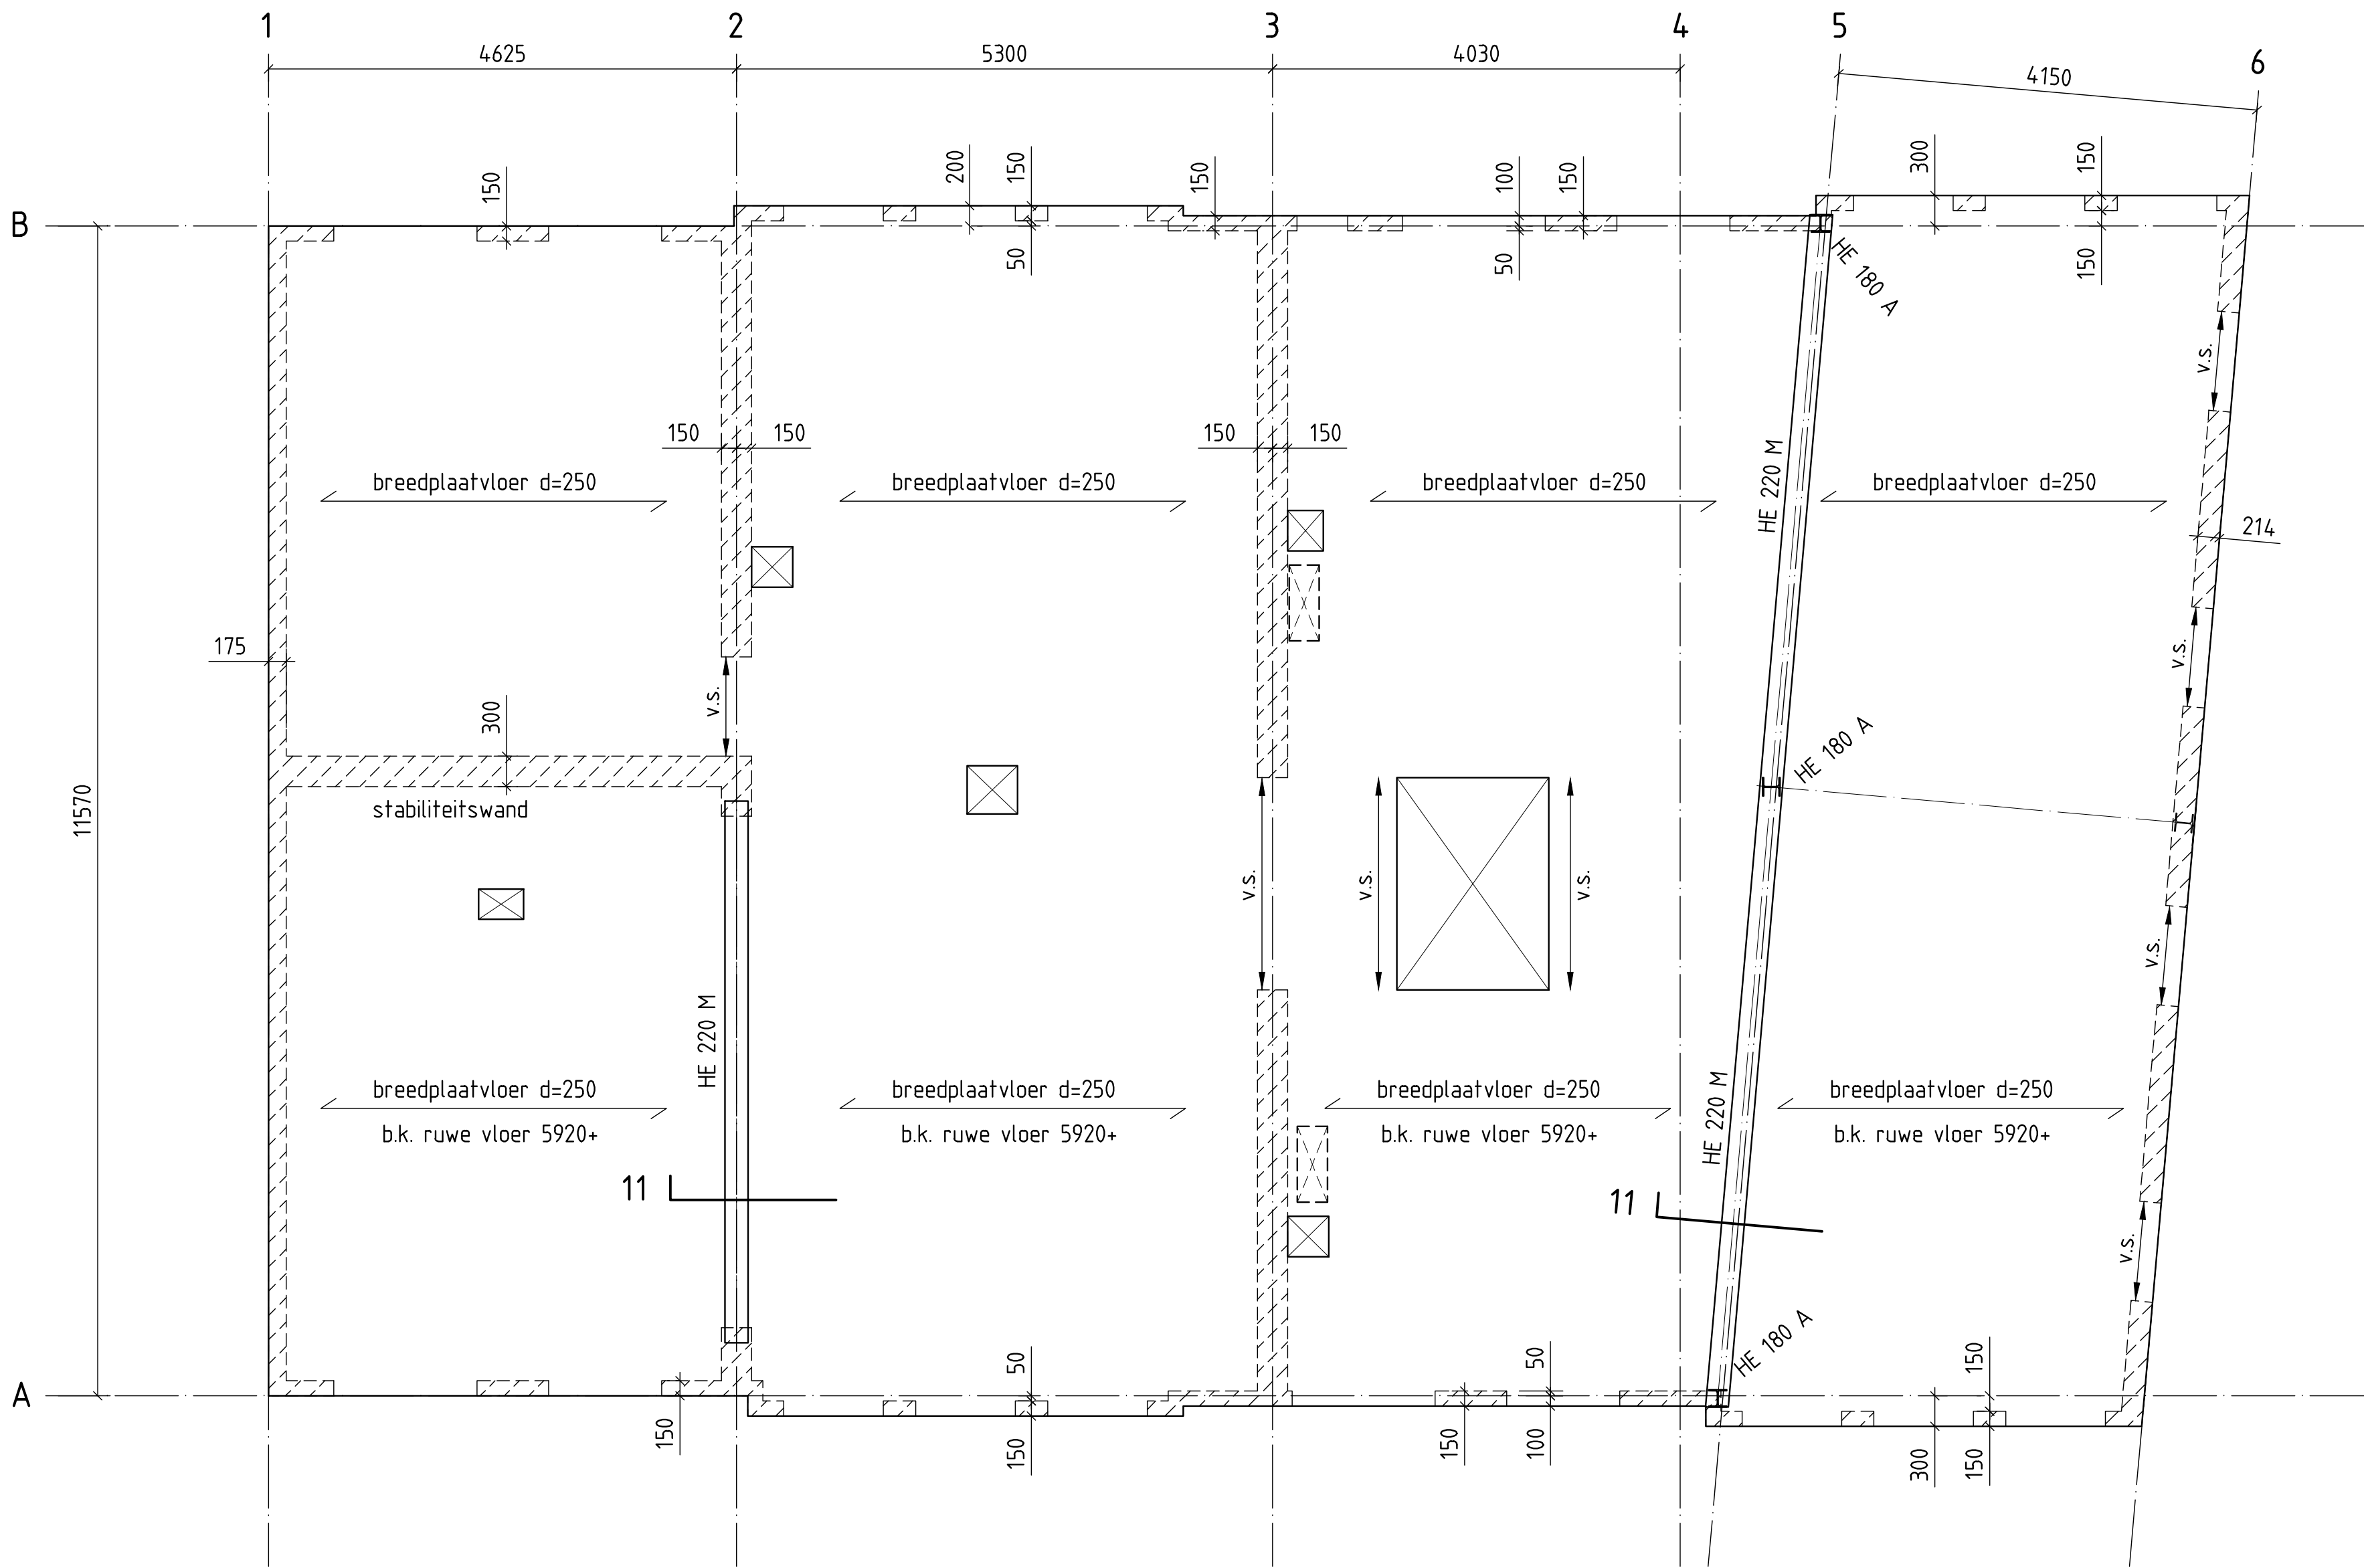 1 2 3 4 5 6
4625 5300 4030 4150
150 200 150 150 100 150 300 150
B
50 50 150
HE 180 A
150 150 150 150
breedplaatvloer d=250 breedplaatvloer d=250 breedplaatvloer d=250 breedplaatvloer d=250
HE 220 M
v.s.
214
175
v.s.
v.s.
300
HE 180 A
11570
stabiliteitswand
v.s. v.s. v.s.
v.s.
HE 220 M
breedplaatvloer d=250 breedplaatvloer d=250 breedplaatvloer d=250 breedplaatvloer d=250
b.k. ruwe vloer 5920+ b.k. ruwe vloer 5920+ b.k. ruwe vloer 5920+ b.k. ruwe vloer 5920+
HE 220 M
11 11
v.s.
HE 180 A
50 50 150
A
150 150 150 100 300 150